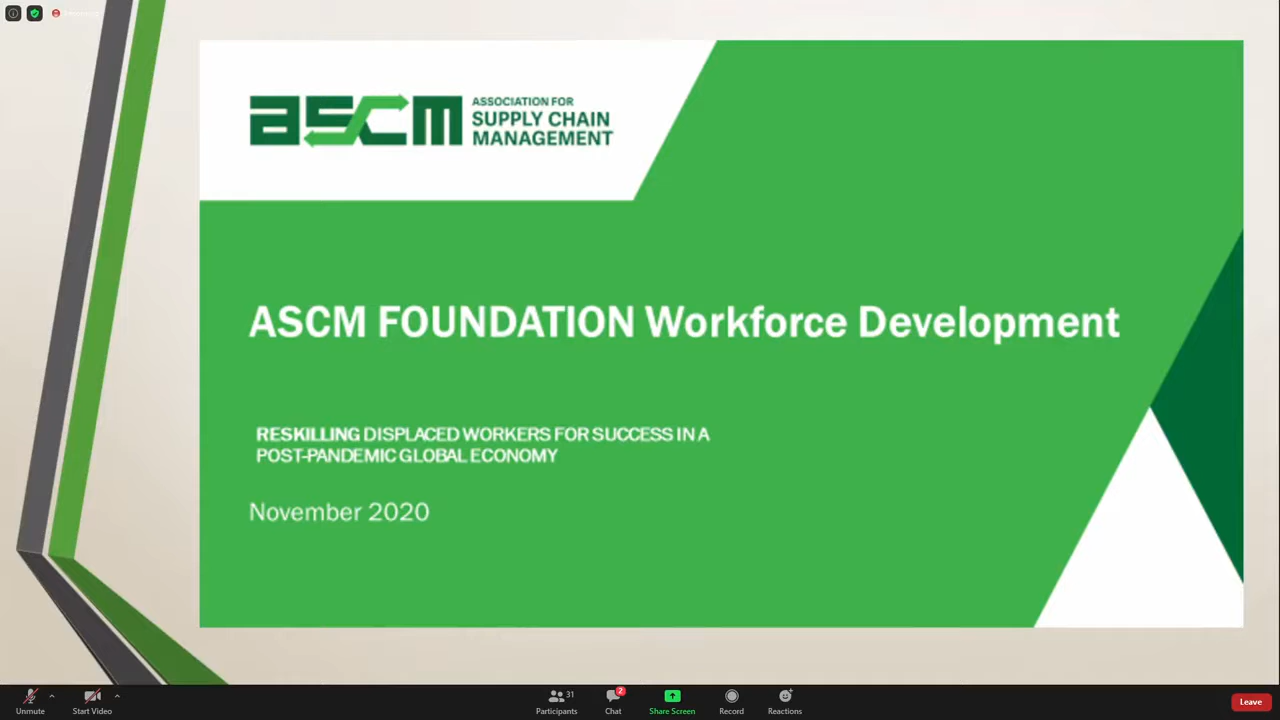 Recording
ascm
ASSOCIATION FOR
SUPPLY CHAIN
MANAGEMENT
ASCM FOUNDATION Workforce Development
RESKILLING DISPLACED WORKERS FOR SUCCESS IN A
POST-PANDEMIC GLOBAL ECONOMY
November 2020
31
2
Unmute
Start Video
Participants
Chat
Share Screen
Record
Reactions
Leave